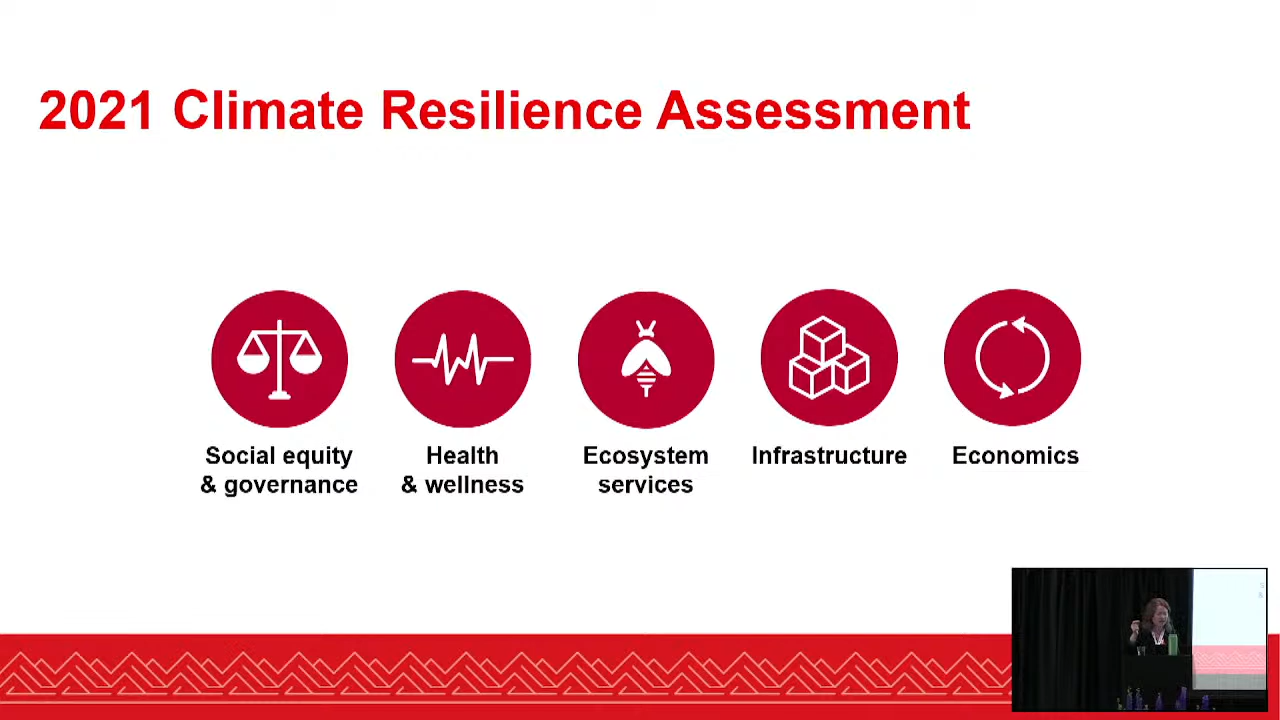 2021 Climate Resilience Assessment
Social equity
& governance
Health
& wellness
Ecosystem
services
Infrastructure
Economics